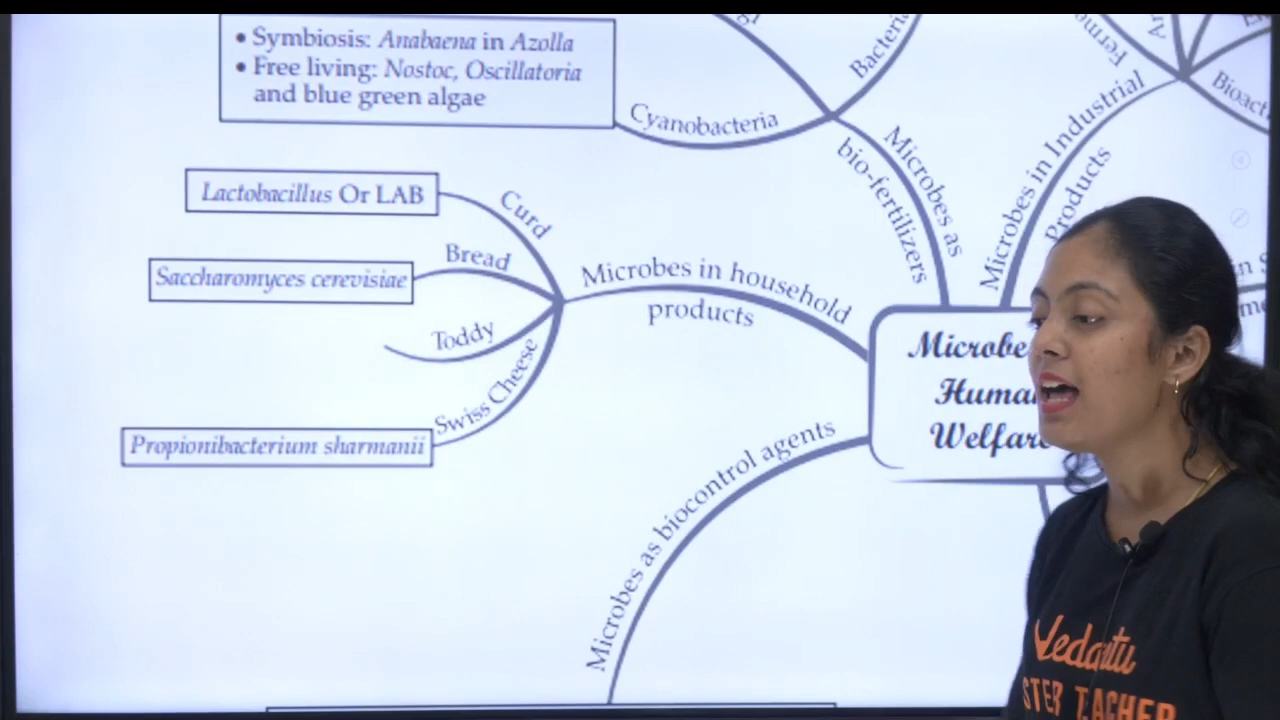 • Symbiosis: Anabaena in Azolla
• Free living: Nostoc, Oscillatoria
and blue green algae
Cyanobacteria
Microbes as
bio-fertilizers
Microbes in Industrial
Products
Lactobacillus Or LAB
Curd
Bread
Saccharomyces cerevisiae
Toddy
Swiss Cheese
Propionibacterium sharmanii
Microbes in household
products
Microbes as biocontrol agents
Welfare
Vedantu